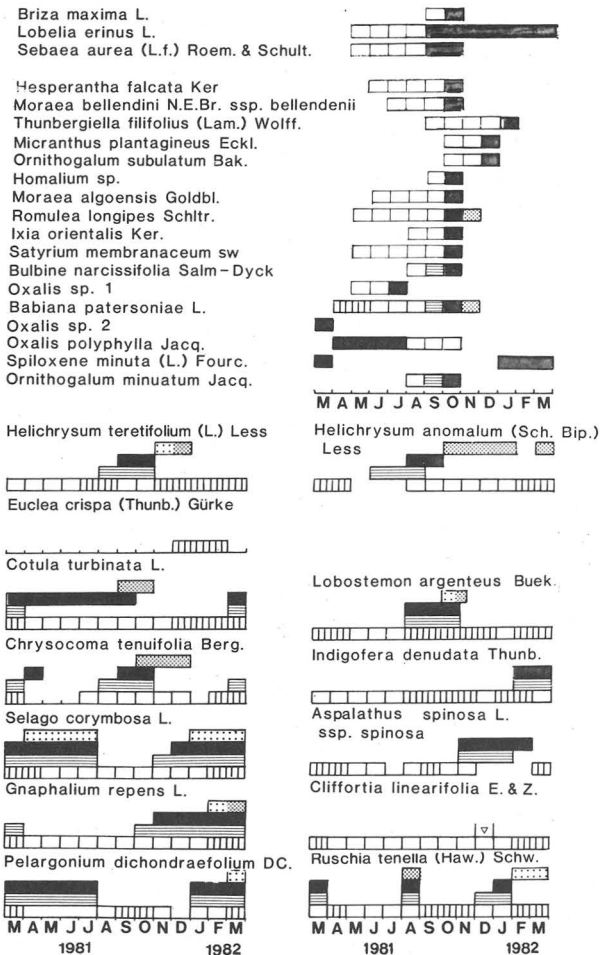 Briza maxima L.
Lobelia erinus L.
Sebaea aurea (L.f.) Roem. & Schult.
Hesperantha falcata Ker
Moraea bellendini N.E.Br. ssp. bellendenii
Thunbergiella filifolius (Lam.) Wolff.
Micranthus plantagineus Eckl.
Ornithogalum subulatum Bak.
Homalium sp.
Moraea algoensis Goldbl.
Romulea longipes Schltr.
Ixia orientalis Ker.
Satyrium membranaceum sw
Bulbine narcissifolia Salm-Dyck
Oxalis sp. 1
Babiana patersoniae L.
Oxalis sp. 2
Oxalis polyphylla Jacq.
Spiloxene minuta (L.) Fourc.
Ornithogalum minuatum Jacq.
M A M J J A S O N D J F M
Helichrysum teretifolium (L.) Less
Euclea crispa (Thunb.) Gürke
Cotula turbinata L.
Chrysocoma tenuifolia Berg.
Selago corymbosa L.
Gnaphalium repens L.
Pelargonium dichondraefolium DC.
M A M J J A S O N D J F M
1981 1982
Helichrysum anomalum (Sch. Bip.)
Less
Lobostemon argenteus Buek.
Indigofera denudata Thunb.
Aspalathus spinosa L.
ssp. spinosa
Cliffortia linearifolia E. & Z.
Ruschia tenella (Haw.) Schw.
M A M J J A S O N D J F M
1981 1982